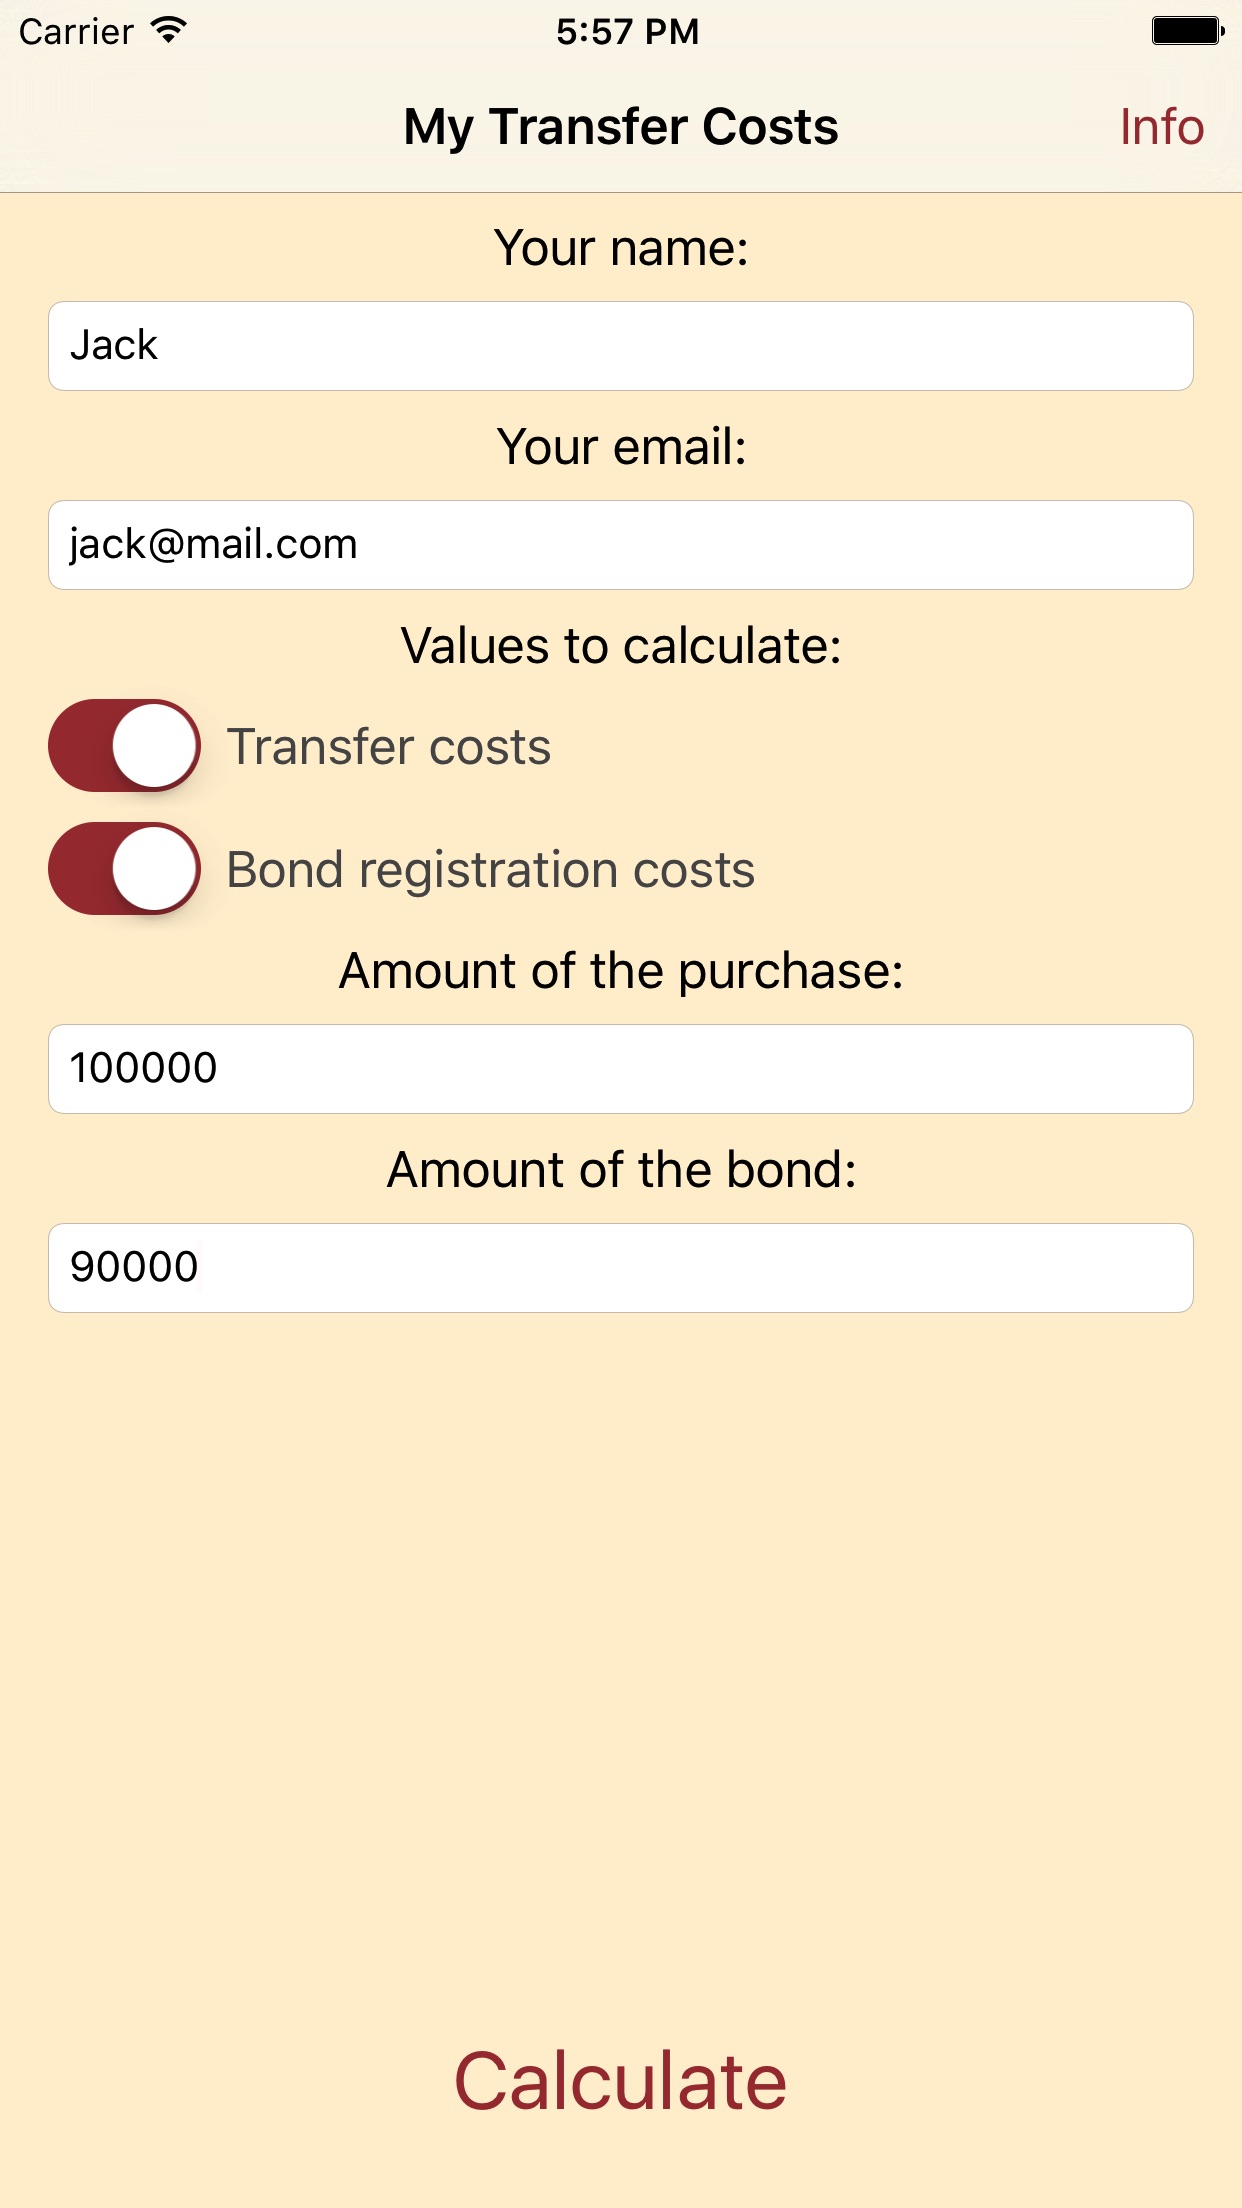 Carrier 5:57 PM
My Transfer Costs Info
Your name:
Jack
Your email:
jack@mail.com
Values to calculate:
Transfer costs
Bond registration costs
Amount of the purchase:
100000
Amount of the bond:
90000
Calculate